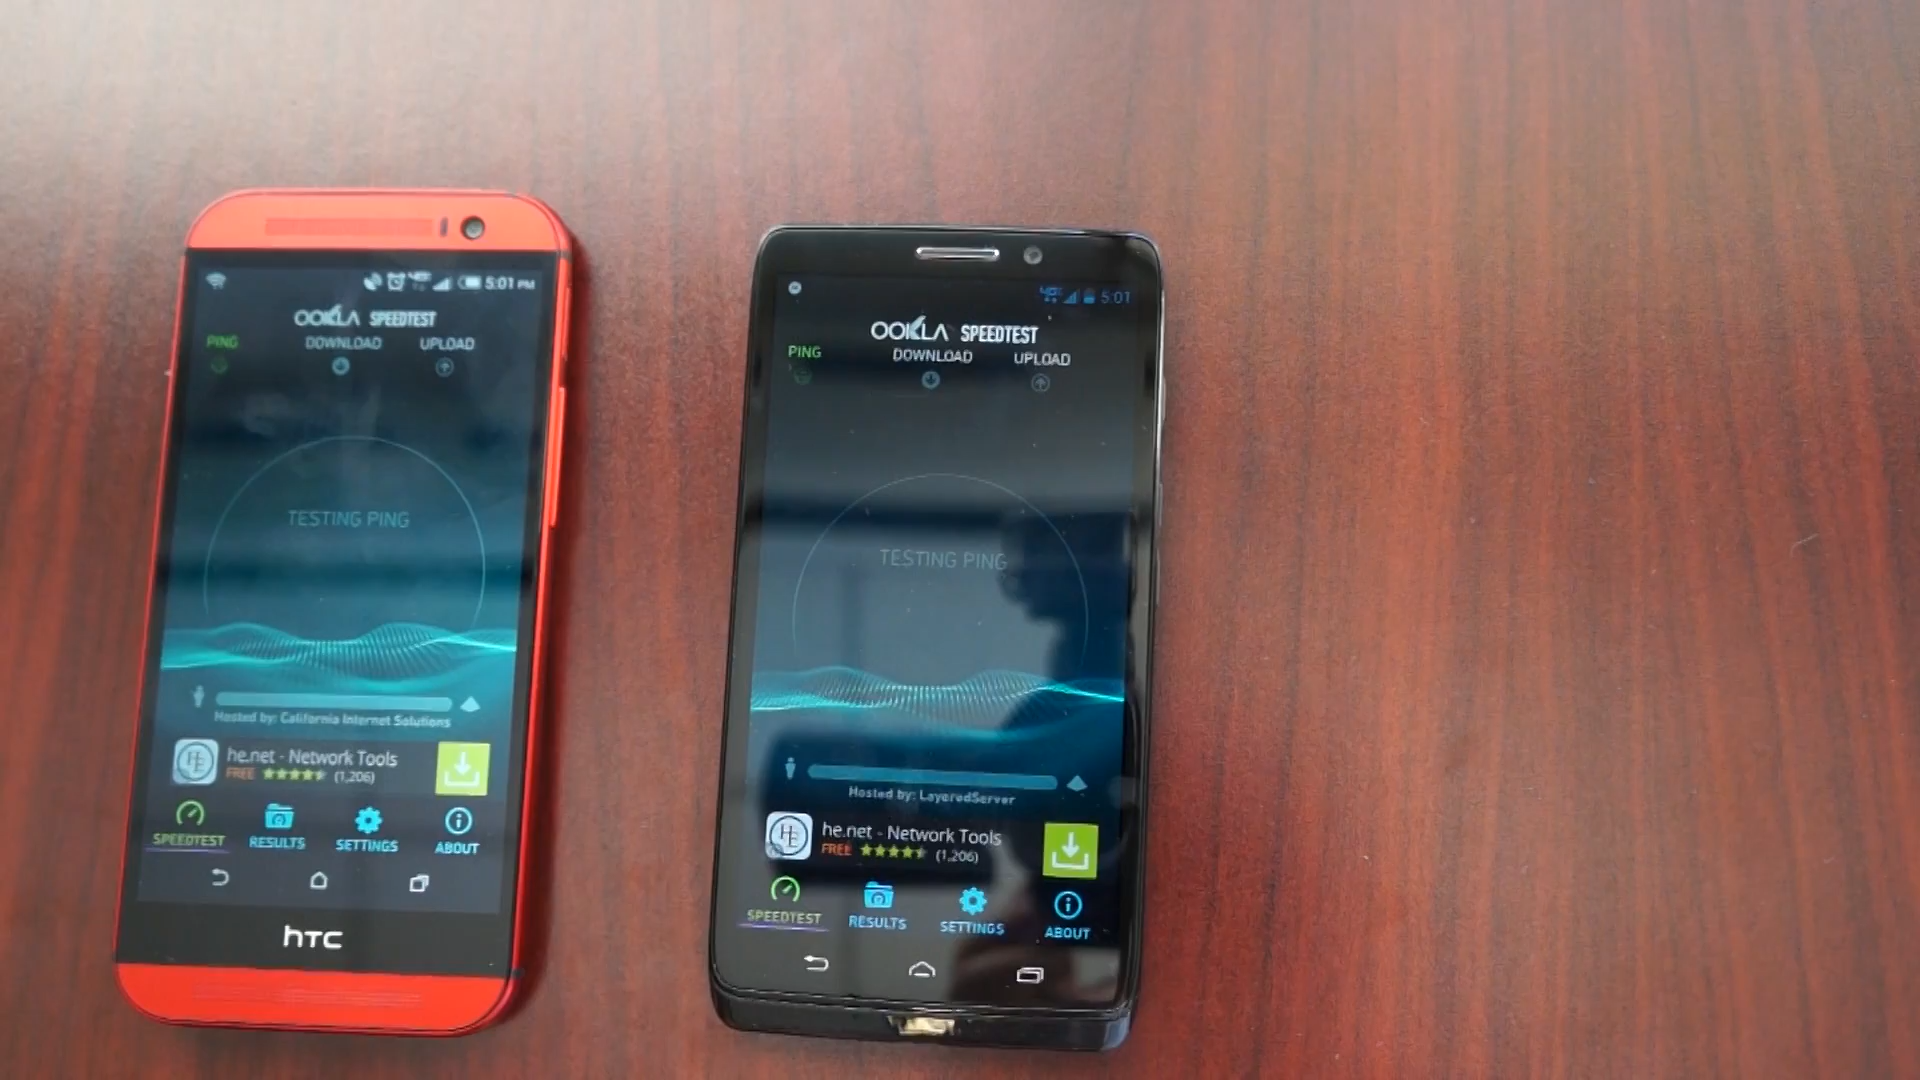 5:01 PM
OOKLA SPEEDTEST
PING DOWNLOAD UPLOAD
TESTING PING
Hosted by: California Internet Solutions
he.net - Network Tools
FREE (1,206)
SPEEDTEST RESULTS SETTINGS ABOUT
hTC
5:01
OOKLA SPEEDTEST
PING DOWNLOAD UPLOAD
TESTING PING
Hosted by: LayeredServer
HE he.net - Network Tools
FREE (1,206)
SPEEDTEST RESULTS SETTINGS ABOUT